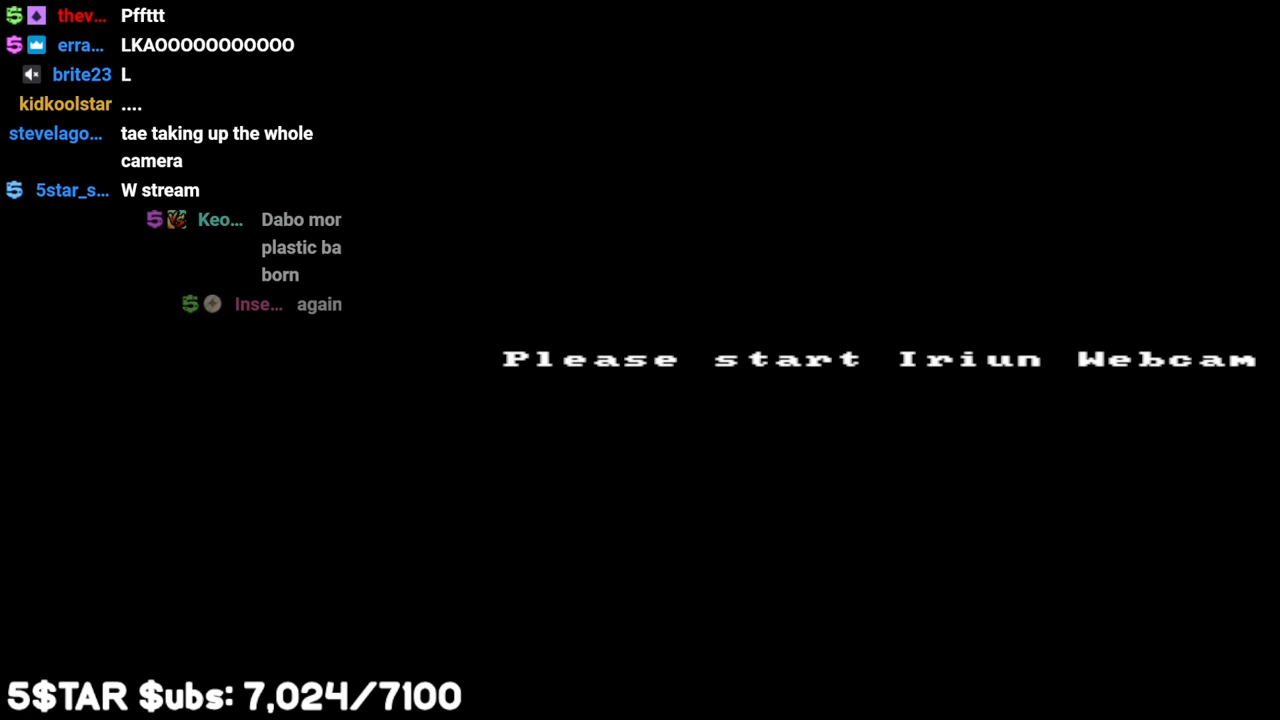 thev… Pffttt
erra… LKAOOOOOOOOOOO
brite23 L
kidkoolstar ....
stevelago… tae taking up the whole
camera
5star_s… W stream
Keo… Dabo mor
plastic ba
born
Inse… again
Please start Iriun Webcam
5$TAR $ubs: 7,024/7100